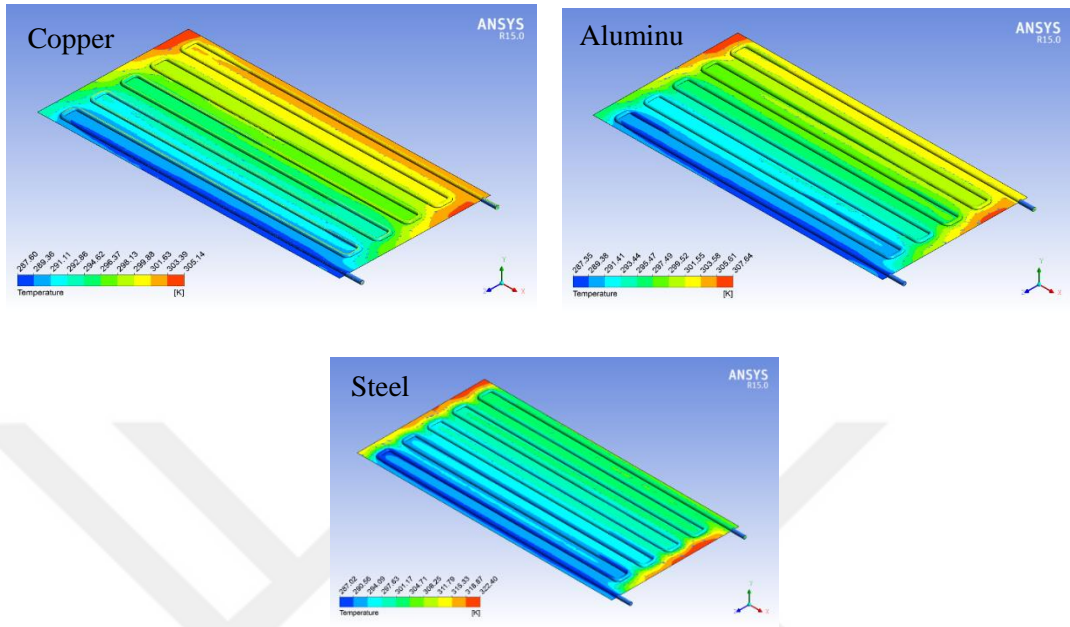 Copper
ANSYS
R15.0
287.60 289.36 291.11 292.86 294.62 296.37 298.13 299.88 301.63 303.39 305.14
Temperature [K]
Y
Z X
Aluminu
ANSYS
R15.0
287.35 289.38 291.41 293.44 295.47 297.49 299.52 301.55 303.58 305.61 307.64
Temperature [K]
Y
Z X
Steel
ANSYS
R15.0
287.02 290.56 294.09 297.63 301.17 304.71 308.25 311.79 315.33 318.87 322.40
Temperature [K]
Y
Z X